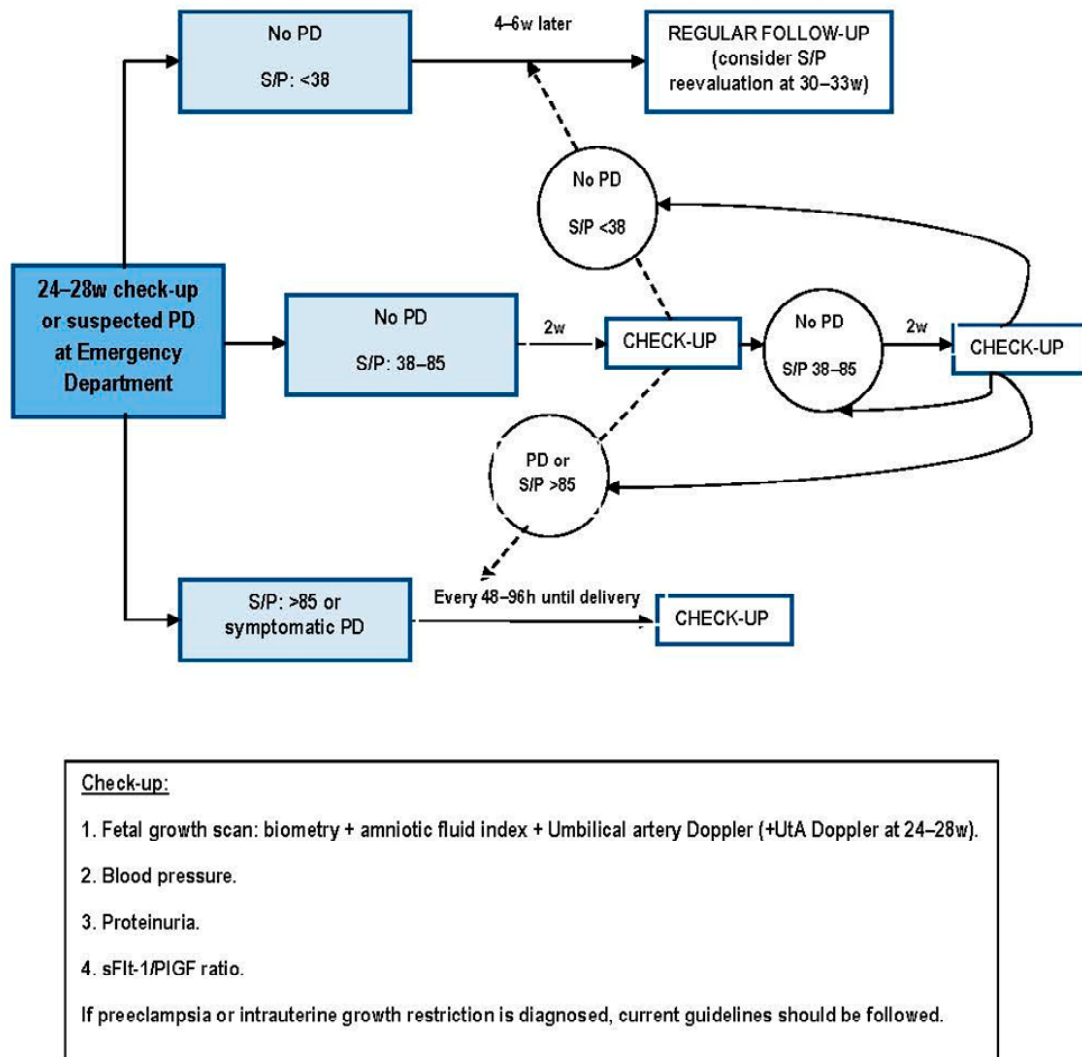 No PD
S/P: <38
4–6w later
REGULAR FOLLOW-UP
(consider S/P
reevaluation at 30–33w)
No PD
S/P <38
24–28w check-up
or suspected PD
at Emergency
Department
No PD
S/P: 38–85
2w
CHECK-UP
No PD
S/P 38–85
2w
CHECK-UP
PD or
S/P >85
S/P: >85 or
symptomatic PD
Every 48–96h until delivery
CHECK-UP
Check-up:
1. Fetal growth scan: biometry + amniotic fluid index + Umbilical artery Doppler (+UtA Doppler at 24–28w).
2. Blood pressure.
3. Proteinuria.
4. sFlt-1/PlGF ratio.
If preeclampsia or intrauterine growth restriction is diagnosed, current guidelines should be followed.